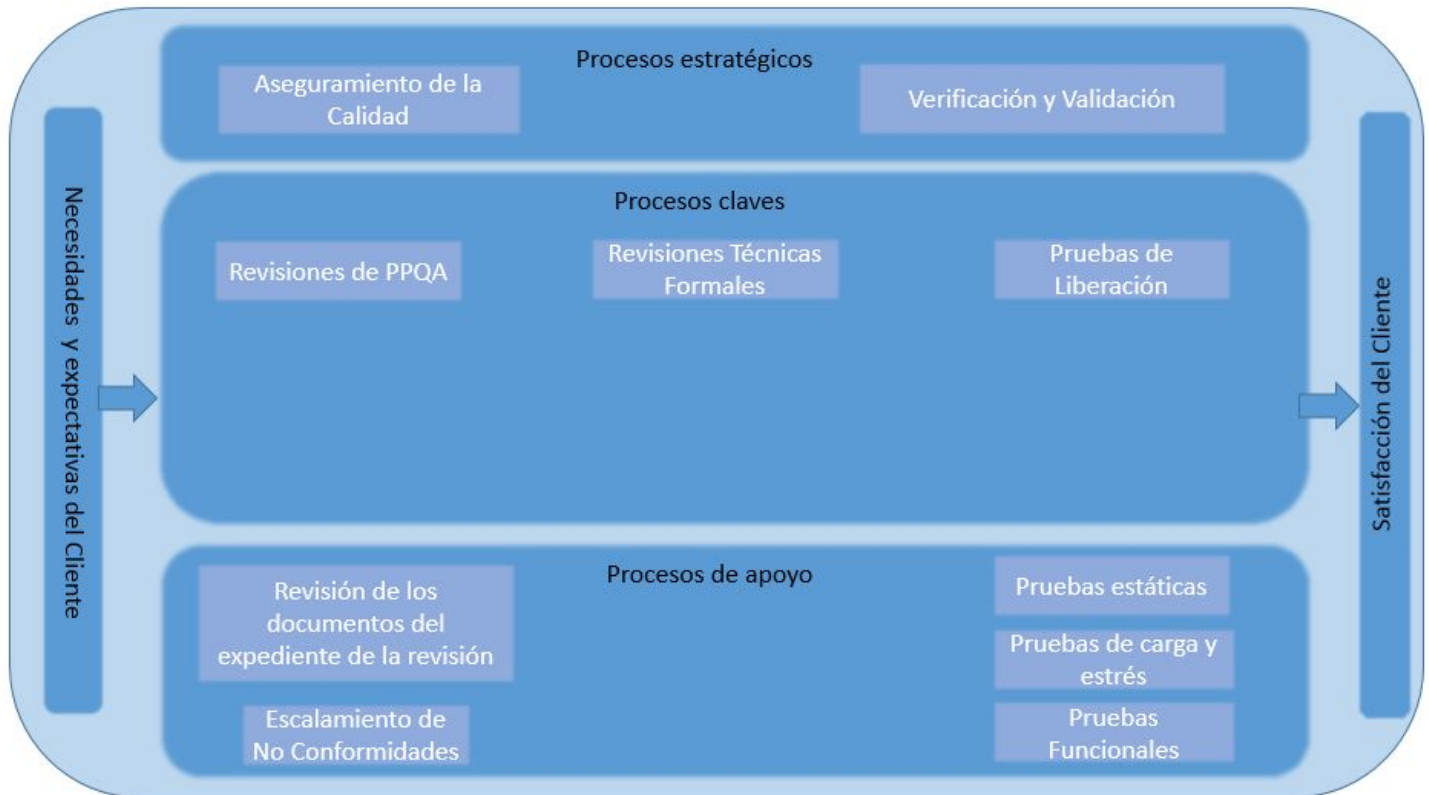 Procesos estratégicos
Aseguramiento de la
Calidad
Verificación y Validación
Necesidades y expectativas del Cliente
Procesos claves
Revisiones de PPQA
Revisiones Técnicas
Formales
Pruebas de
Liberación
Satisfacción del Cliente
Procesos de apoyo
Revisión de los
documentos del
expediente de la revisión
Escalamiento de
No Conformidades
Pruebas estáticas
Pruebas de carga y
estrés
Pruebas
Funcionales